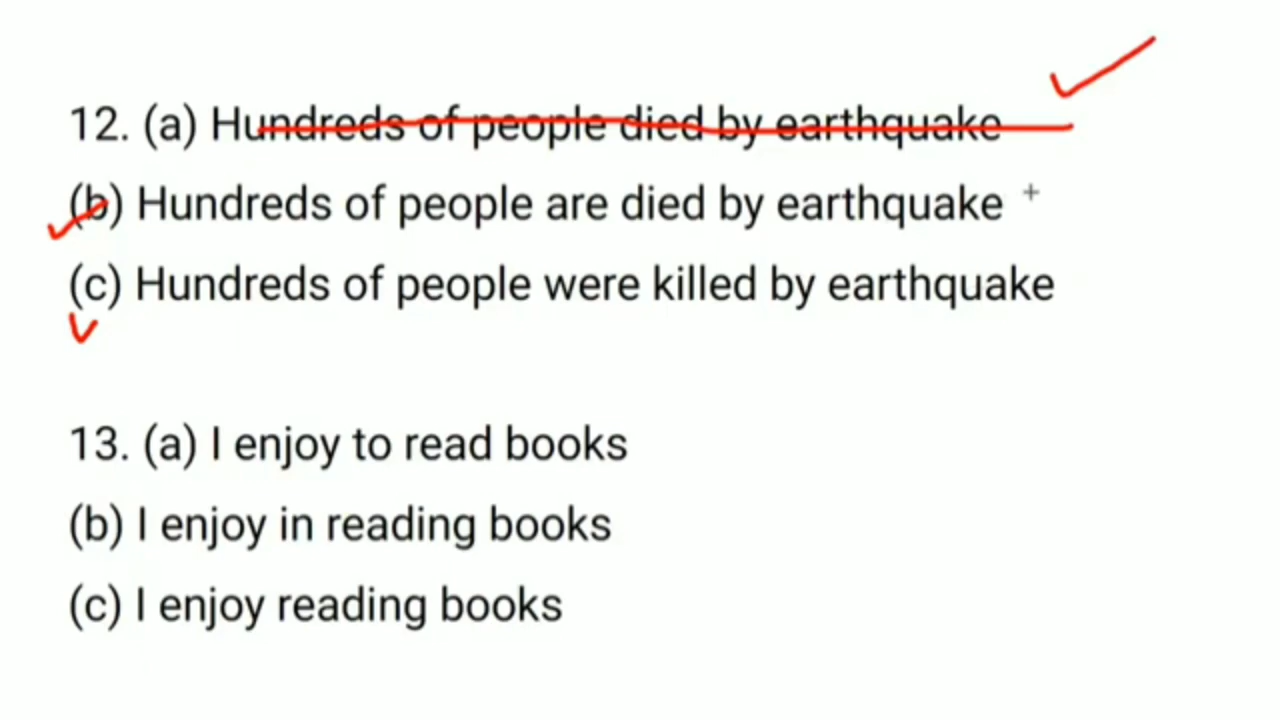 12. (a) Hundreds of people died by earthquake
(b) Hundreds of people are died by earthquake
(c) Hundreds of people were killed by earthquake
13. (a) I enjoy to read books
(b) I enjoy in reading books
(c) I enjoy reading books